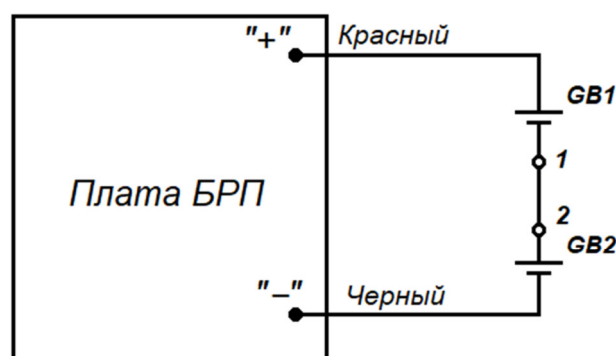 "+" Красный
GB1
1
Плата БРП
2
GB2
"–" Черный